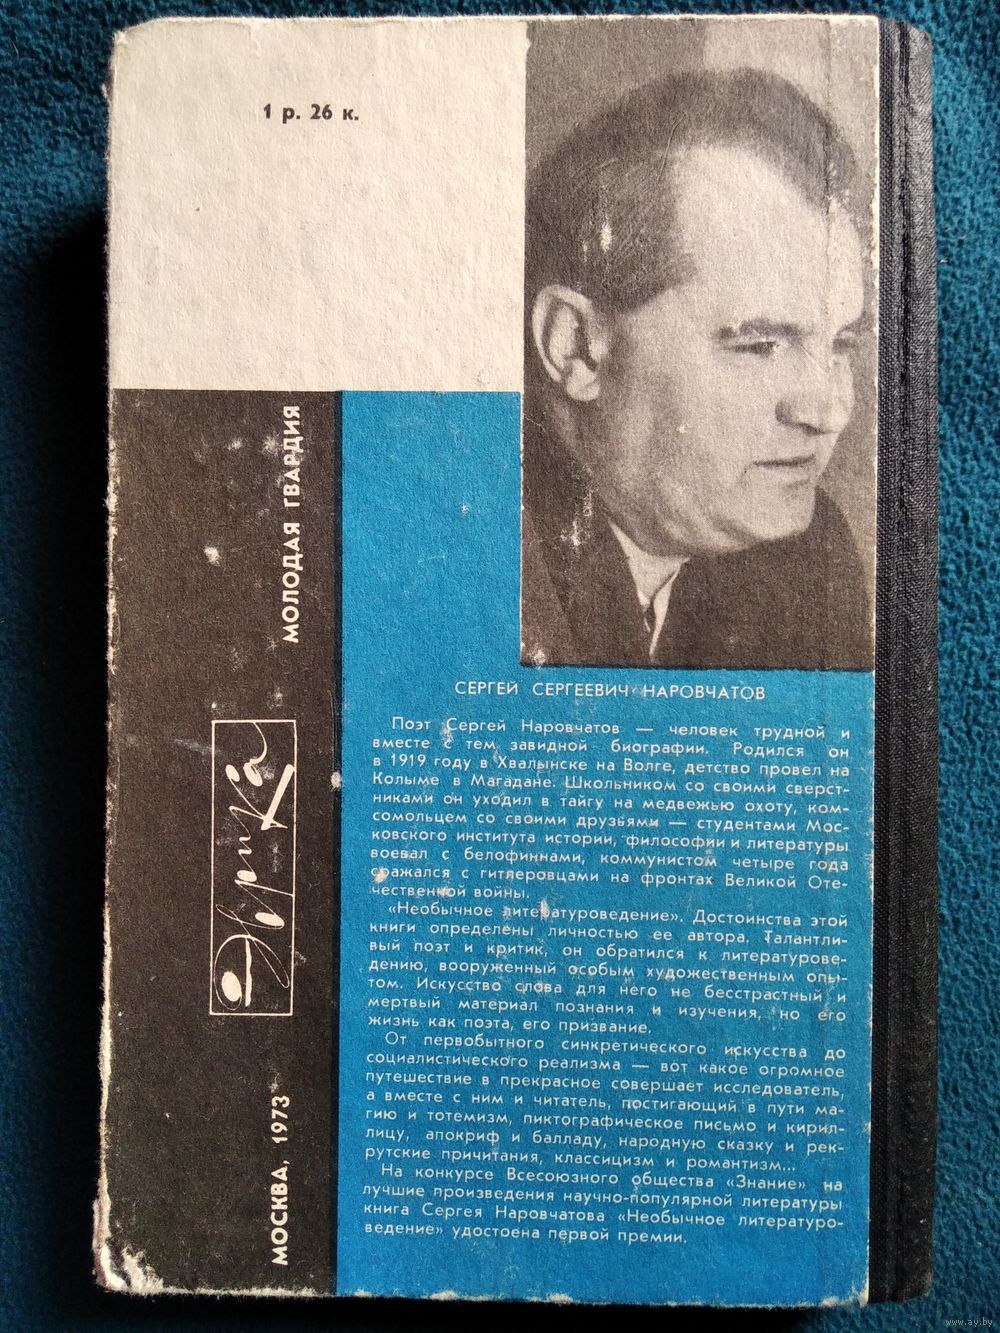 1 р. 26 к.
МОЛОДАЯ ГВАРДИЯ
Эврика
МОСКВА, 1973
СЕРГЕЙ СЕРГЕЕВИЧ НАРОВЧАТОВ
Поэт Сергей Наровчатов — человек трудной и
вместе с тем завидной биографии. Родился он
в 1919 году в Хвалынске на Волге, детство провел на
Колыме в Магадане. Школьником со своими сверст-
никами он уходил в тайгу на медвежью охоту, ком-
сомольцем со своими друзьями — студентами Мос-
ковского института истории, философии и литературы
воевал с белофиннами, коммунистом четыре года
сражался с гитлеровцами на фронтах Великой Оте-
чественной войны.
«Необычное литературоведение». Достоинства этой
книги определены личностью ее автора. Талантли-
вый поэт и критик, он обратился к литературове-
дению, вооруженный особым художественным опы-
том. Искусство слова для него не бесстрастный и
мертвый материал познания и изучения, но его
жизнь как поэта, его призвание.
От первобытного синкретического искусства до
социалистического реализма — вот какое огромное
путешествие в прекрасное совершает исследователь,
а вместе с ним и читатель, постигающий в пути ма-
гию и тотемизм, пиктографическое письмо и кирил-
лицу, апокриф и балладу, народную сказку и рек-
рутские причитания, классицизм и романтизм...
На конкурсе Всесоюзного общества «Знание» на
лучшие произведения научно-популярной литературы
книга Сергея Наровчатова «Необычное литературо-
ведение» удостоена первой премии.
www.ay.by